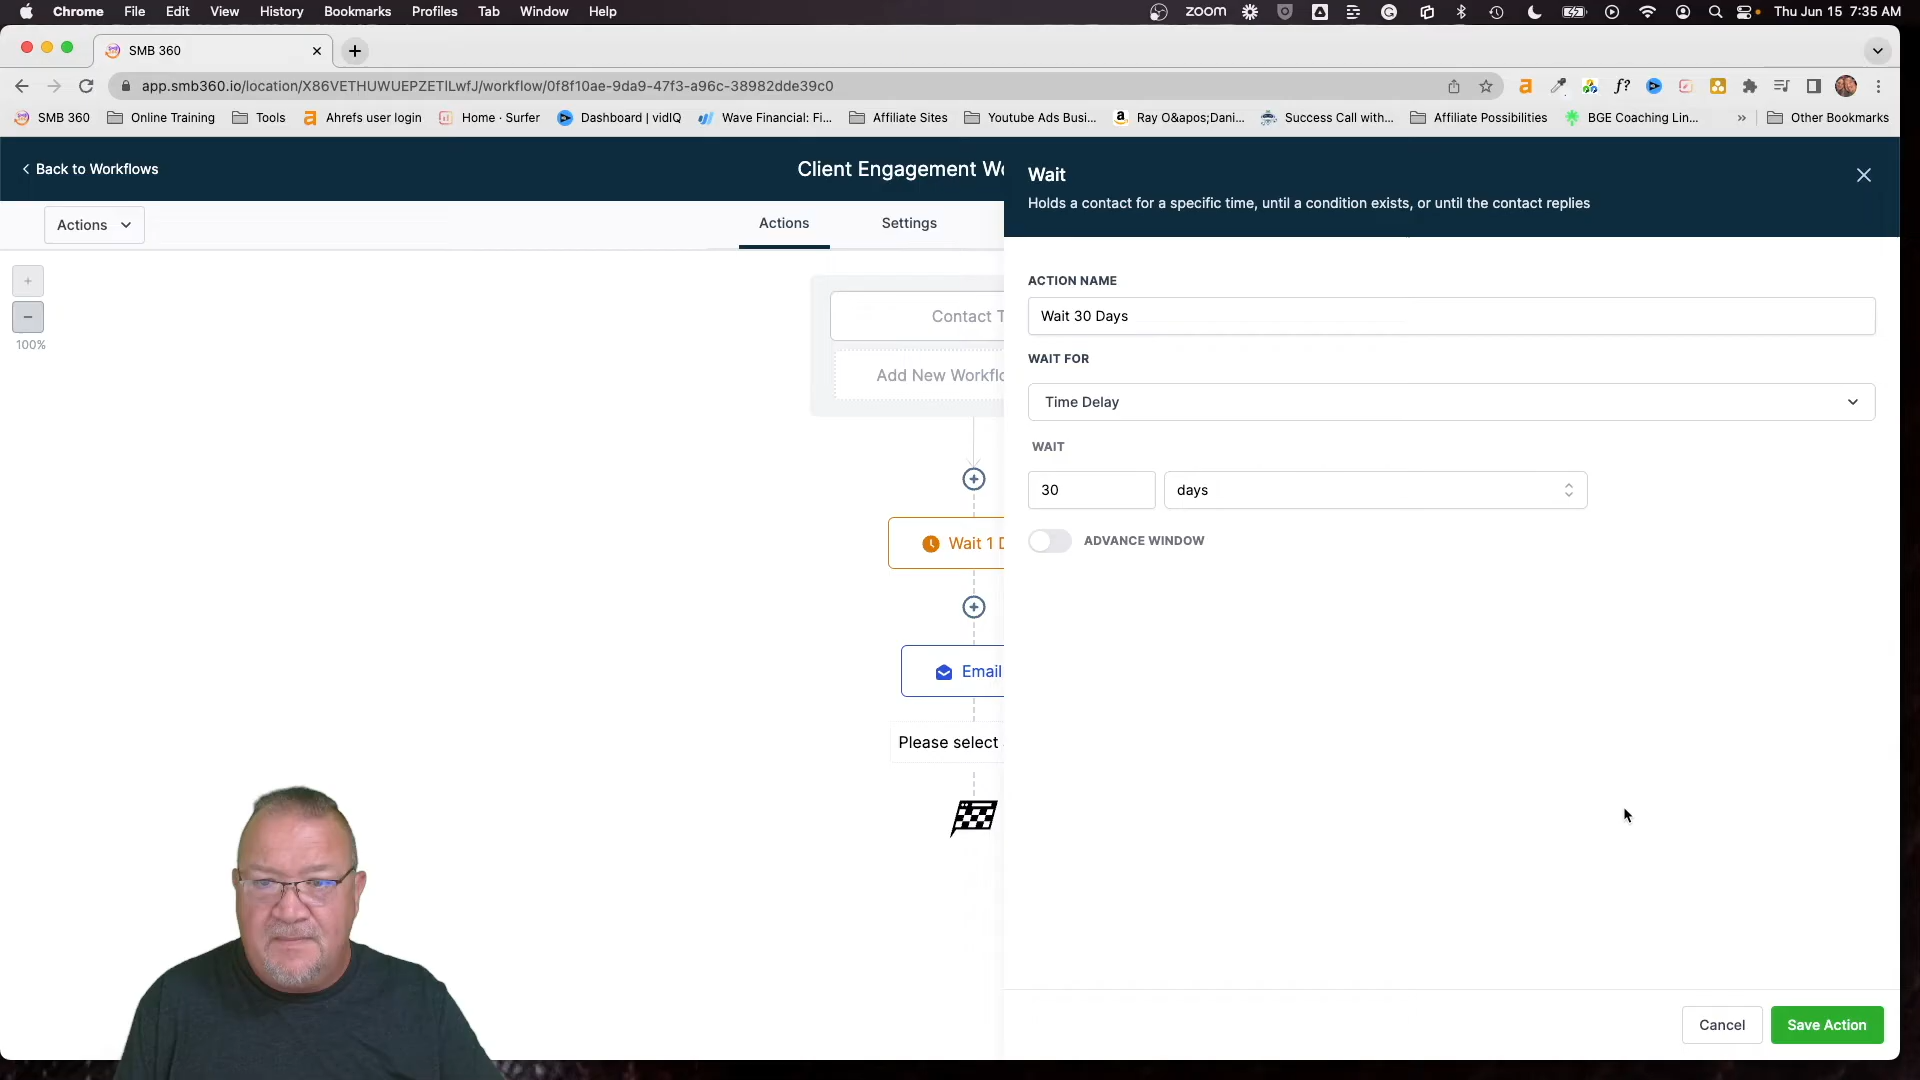 Chrome File Edit View History Bookmarks Profiles Tab Window Help zoom Thu Jun 15 7:35 AM
SMB 360
app.smb360.io/location/X86VETHUWUEPZETlLwfJ/workflow/0f8f10ae-9da9-47f3-a96c-38982dde39c0
SMB 360 Online Training Tools Ahrefs user login Home · Surfer Dashboard | vidIQ Wave Financial: Fi... Affiliate Sites Youtube Ads Busi... Ray O&apos;Dani... Success Call with... Affiliate Possibilities BGE Coaching Lin... » Other Bookmarks
Back to Workflows
Client Engagement Wo
Actions
Actions
Settings
100%
Contact T
Add New Workflo
Wait 1 D
Email
Please select
Wait
Holds a contact for a specific time, until a condition exists, or until the contact replies
ACTION NAME
Wait 30 Days
WAIT FOR
Time Delay
WAIT
30 days
ADVANCE WINDOW
Cancel Save Action